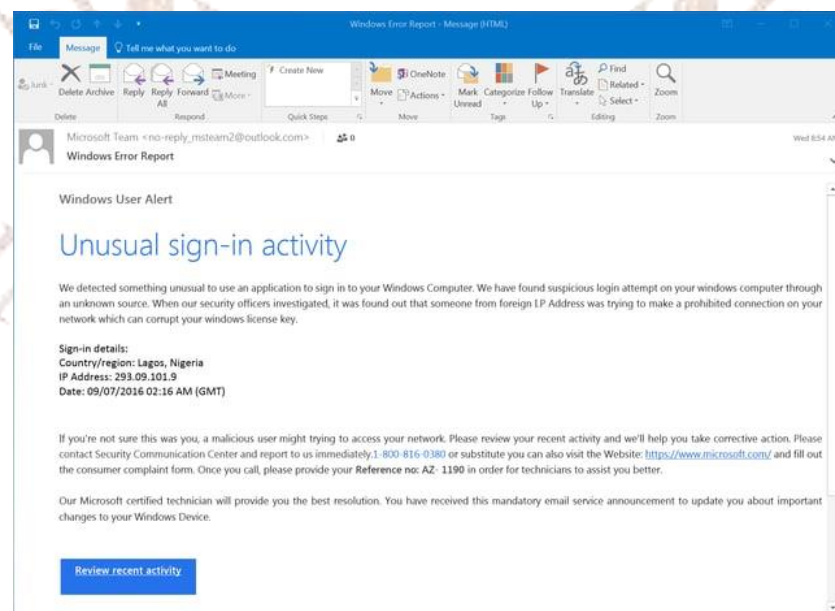 Windows Error Report - Message (HTML)
File Message Tell me what you want to do
Junk
Delete Archive Reply Reply All Forward Meeting More
Create New
Move OneNote Actions
Mark Unread Categorize Follow Up
Translate Find Related Select Zoom
Delete Respond Quick Steps Move Tags Editing Zoom
Microsoft Team <no-reply_msteam2@outlook.com> 0 Wed 8:54 AM
Windows Error Report
Windows User Alert
Unusual sign-in activity
We detected something unusual to use an application to sign in to your Windows Computer. We have found suspicious login attempt on your windows computer through
an unknown source. When our security officers investigated, it was found out that someone from foreign I.P Address was trying to make a prohibited connection on your
network which can corrupt your windows license key.
Sign-in details:
Country/region: Lagos, Nigeria
IP Address: 293.09.101.9
Date: 09/07/2016 02:16 AM (GMT)
If you're not sure this was you, a malicious user might trying to access your network. Please review your recent activity and we'll help you take corrective action. Please
contact Security Communication Center and report to us immediately.1-800-816-0380 or substitute you can also visit the Website: https://www.microsoft.com/ and fill out
the consumer complaint form. Once you call, please provide your Reference no: AZ- 1190 in order for technicians to assist you better.
Our Microsoft certified technician will provide you the best resolution. You have received this mandatory email service announcement to update you about important
changes to your Windows Device.
Review recent activity